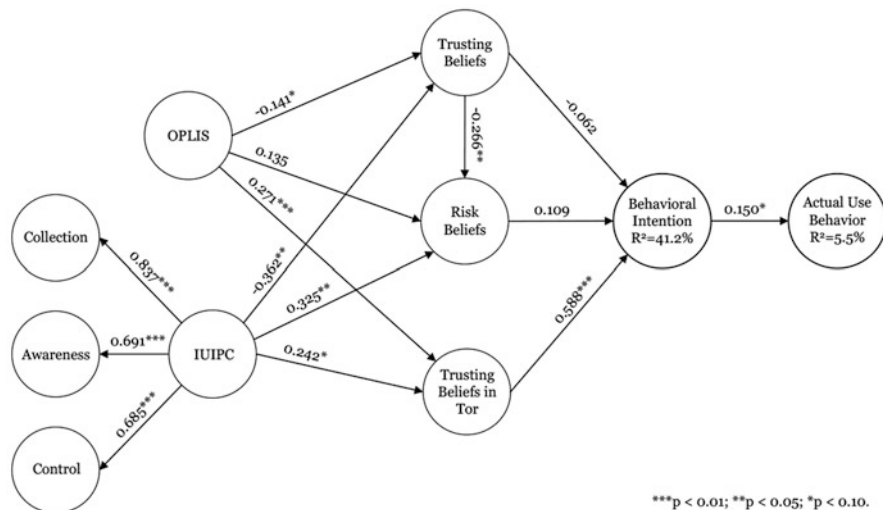 Trusting
Beliefs
-0.141*
-0.062
OPLIS
-0.266**
0.135
0.271***
Collection
Risk
Beliefs
0.109
Behavioral
Intention
R²=41.2%
0.150*
Actual Use
Behavior
R²=5.5%
0.837***
-0.362**
0.325**
0.588***
Awareness
0.691***
IUIPC
0.242*
Trusting
Beliefs in
Tor
0.685***
Control
***p < 0.01; **p < 0.05; *p < 0.10.